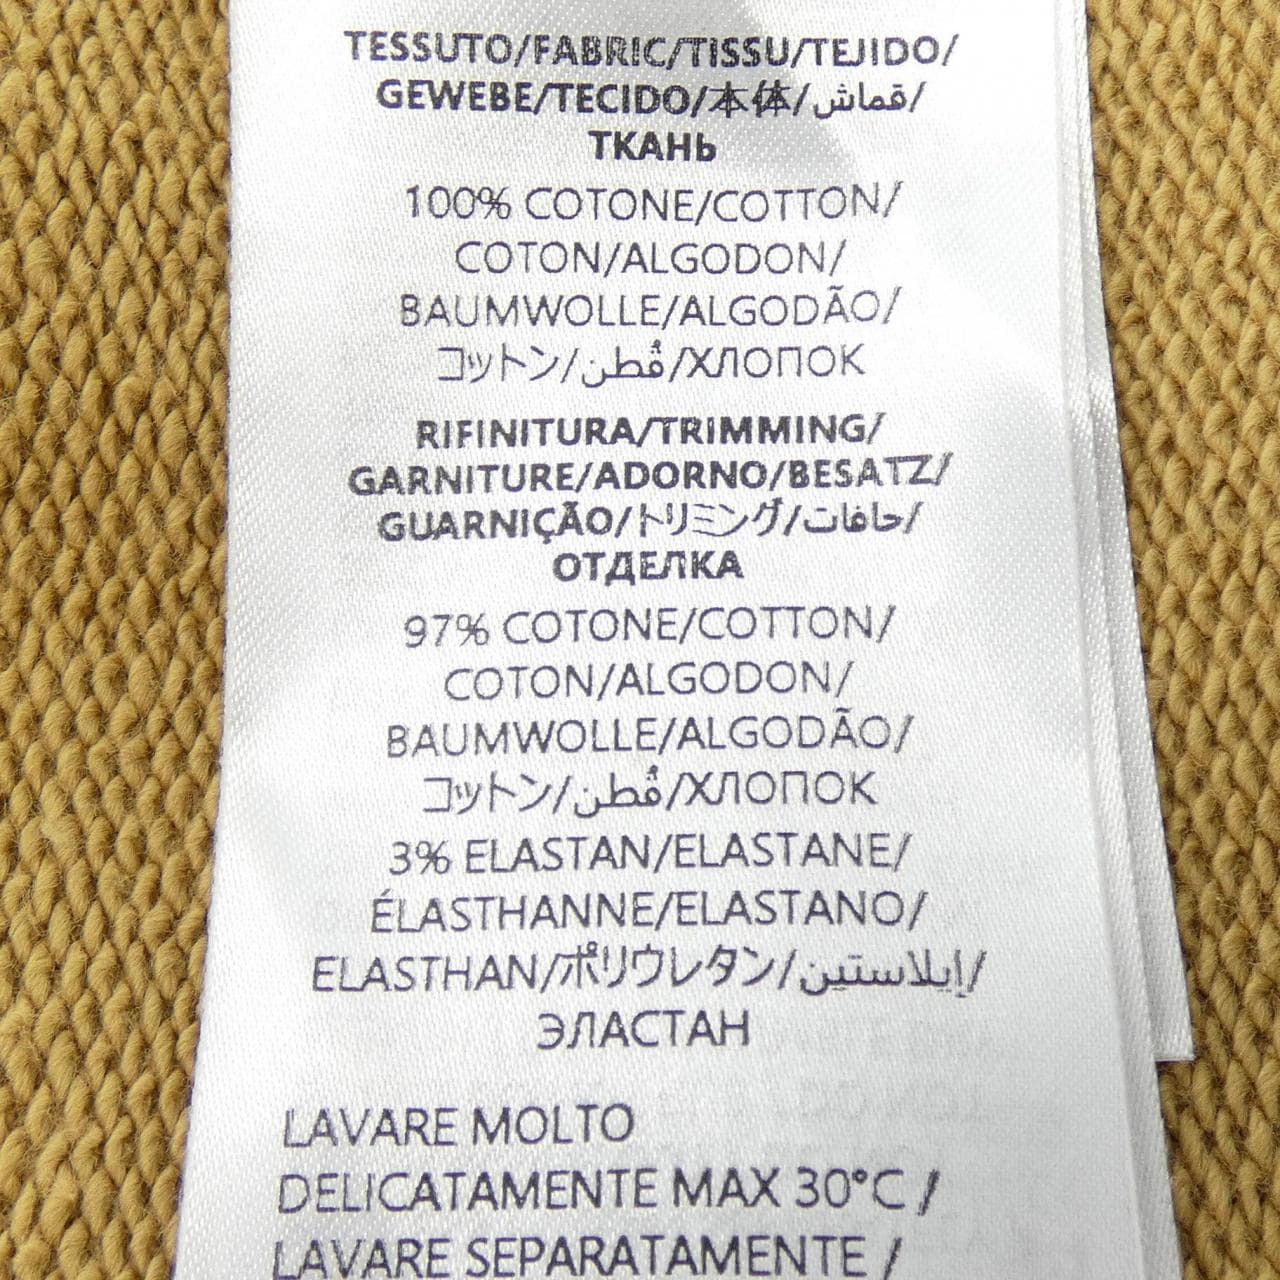 TESSUTO/FABRIC/TISSU/TEJIDO/
GEWEBE/TECIDO/本体/قماش/
ТКАНЬ
100% COTONE/COTTON/
COTON/ALGODON/
BAUMWOLLE/ALGODÃO/
コットン/قُطن/ХЛОПОК
RIFINITURA/TRIMMING/
GARNITURE/ADORNO/BESATZ/
GUARNIÇÃO/トリミング/حافات/
ОТДЕЛКА
97% COTONE/COTTON/
COTON/ALGODON/
BAUMWOLLE/ALGODÃO/
コットン/قُطن/ХЛОПОК
3% ELASTAN/ELASTANE/
ÉLASTHANNE/ELASTANO/
ELASTHAN/ポリウレタン/إيلاستين/
ЭЛАСТАН
LAVARE MOLTO
DELICATAMENTE MAX 30°C /
LAVARE SEPARATAMENTE /